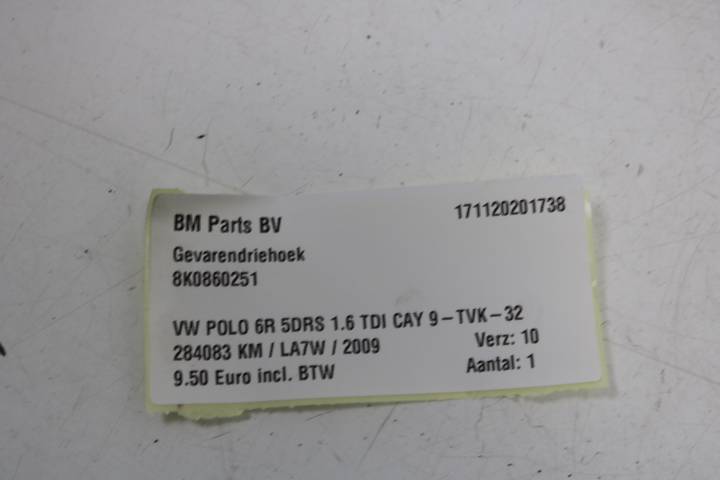 BM Parts BV 171120201738
Gevarendriehoek
8K0860251
VW POLO 6R 5DRS 1.6 TDI CAY 9-TVK-32
284083 KM / LA7W / 2009 Verz: 10
9.50 Euro incl. BTW Aantal: 1